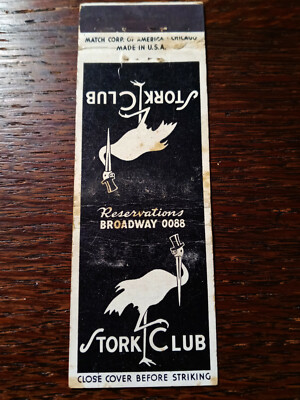 MATCH CORP. OF AMERICA · CHICAGO
MADE IN U.S.A.
STORK CLUB
Reservations
BROADWAY 0088
STORK CLUB
CLOSE COVER BEFORE STRIKING